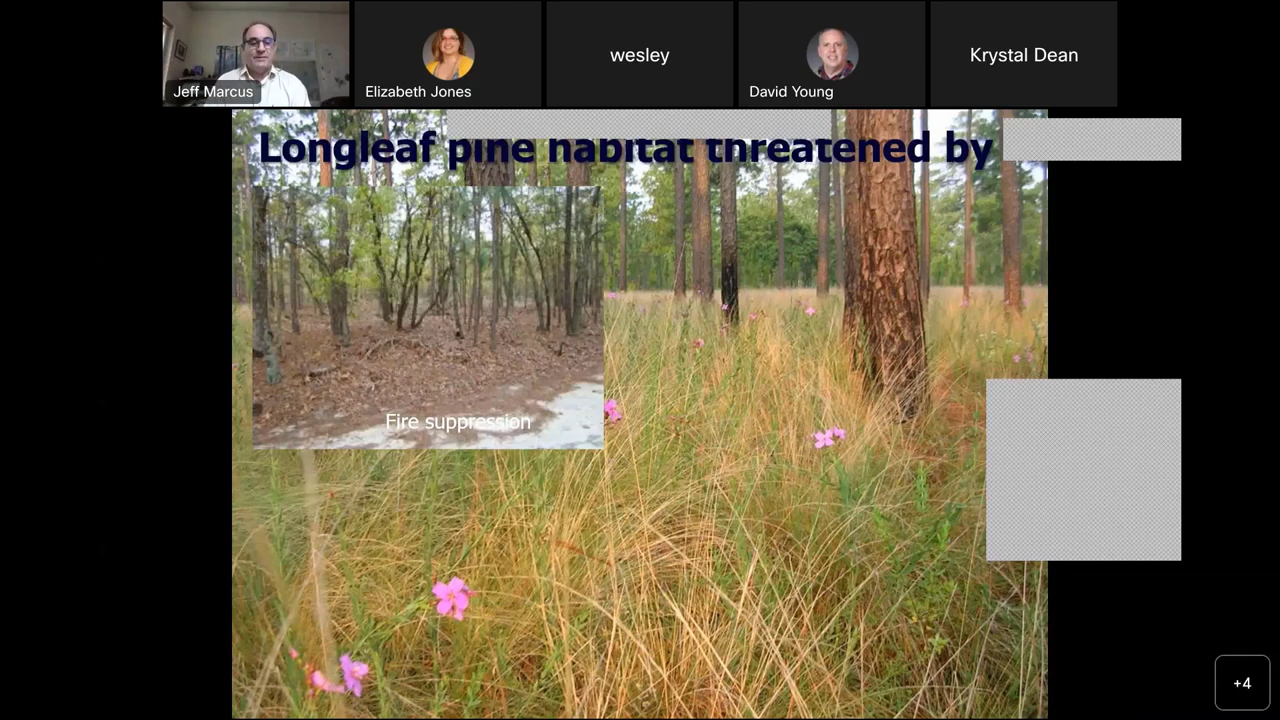 Jeff Marcus
Elizabeth Jones
wesley
David Young
Krystal Dean
Longleaf pine habitat threatened by
Fire suppression
+4